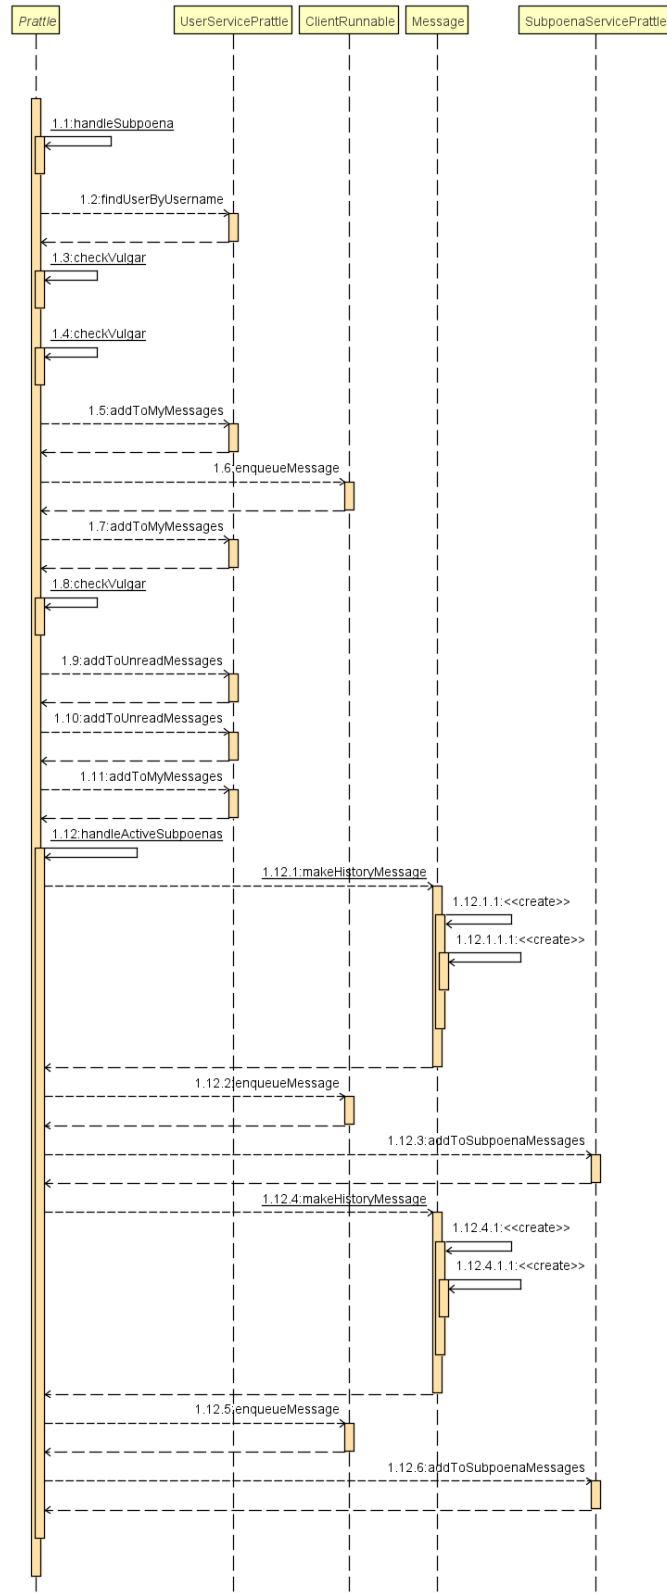 Prattle
UserServicePrattle
ClientRunnable
Message
SubpoenaServicePrattle
1.1:handleSubpoena
1.2:findUserByUsername
1.3:checkVulgar
1.4:checkVulgar
1.5:addToMyMessages
1.6:enqueueMessage
1.7:addToMyMessages
1.8:checkVulgar
1.9:addToUnreadMessages
1.10:addToUnreadMessages
1.11:addToMyMessages
1.12:handleActiveSubpoenas
1.12.1:makeHistoryMessage
1.12.1.1:<<create>>
1.12.1.1.1:<<create>>
1.12.2:enqueueMessage
1.12.3:addToSubpoenaMessages
1.12.4:makeHistoryMessage
1.12.4.1:<<create>>
1.12.4.1.1:<<create>>
1.12.5:enqueueMessage
1.12.6:addToSubpoenaMessages